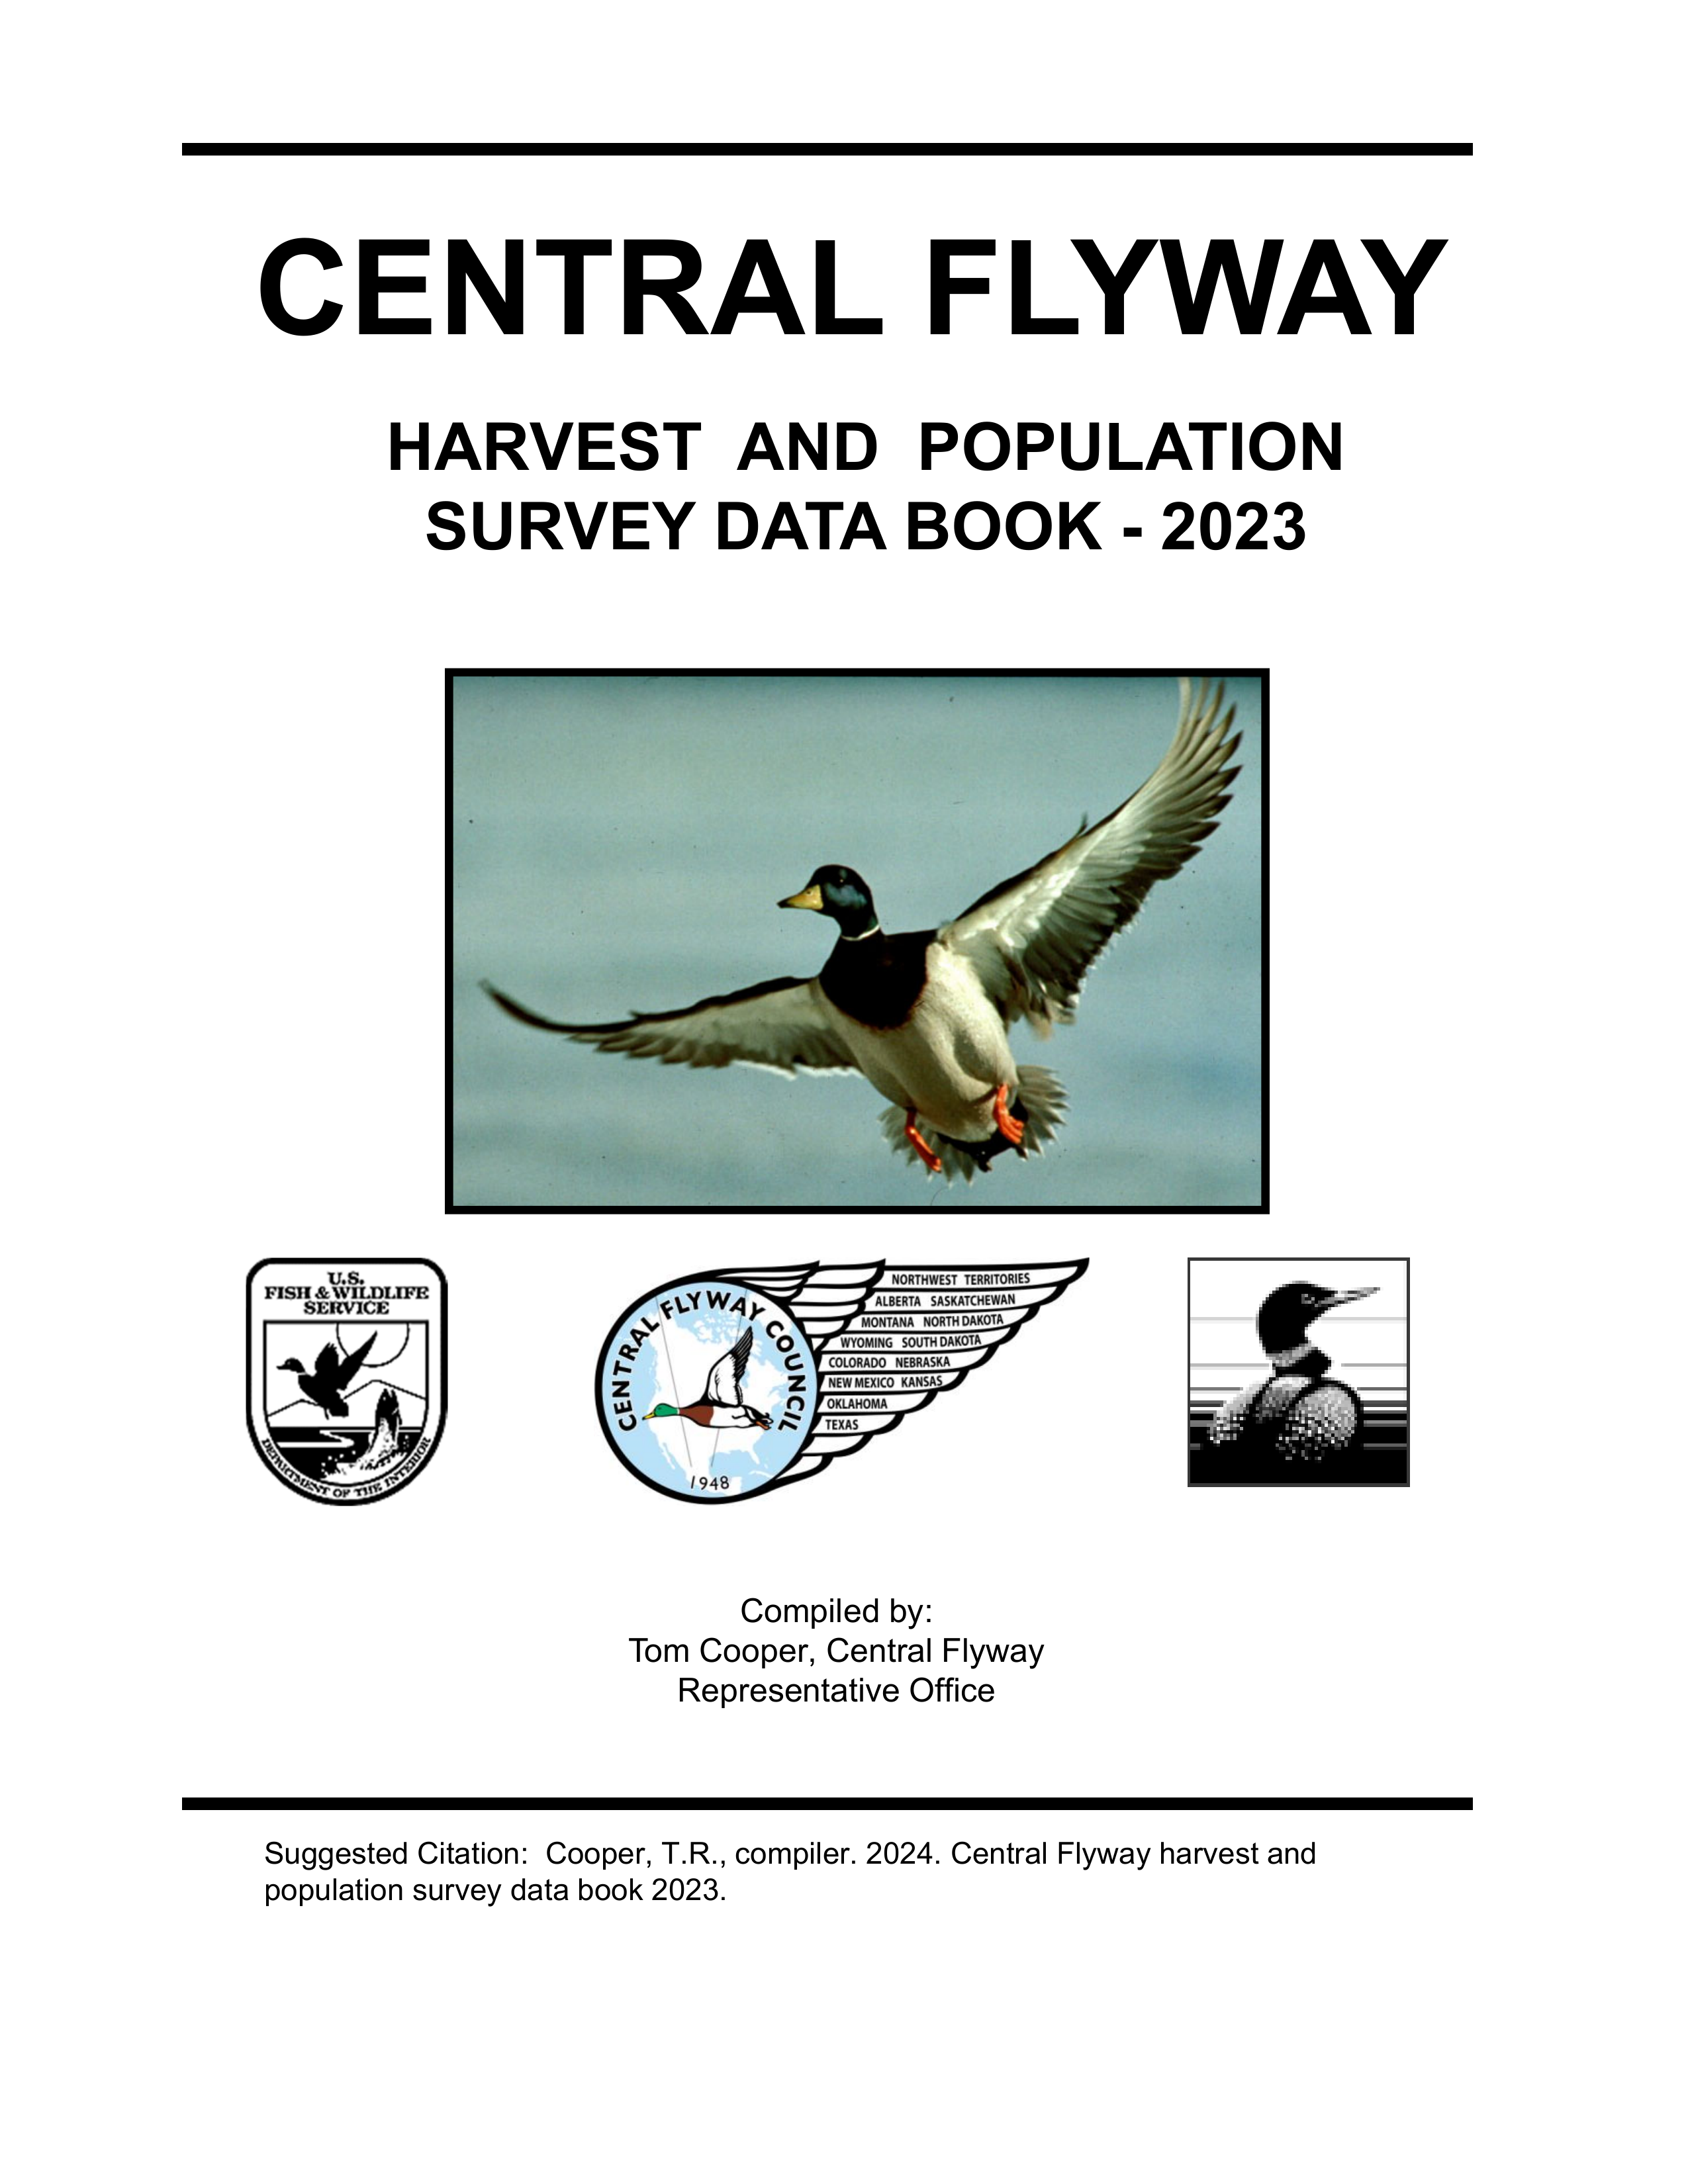 CENTRAL FLYWAY
HARVEST AND POPULATION
SURVEY DATA BOOK - 2023
U.S.
FISH & WILDLIFE
SERVICE
DEPARTMENT OF THE INTERIOR
CENTRAL FLYWAY COUNCIL
1948
NORTHWEST TERRITORIES
ALBERTA SASKATCHEWAN
MONTANA NORTH DAKOTA
WYOMING SOUTH DAKOTA
COLORADO NEBRASKA
NEW MEXICO KANSAS
OKLAHOMA
TEXAS
Compiled by:
Tom Cooper, Central Flyway
Representative Office
Suggested Citation: Cooper, T.R., compiler. 2024. Central Flyway harvest and
population survey data book 2023.